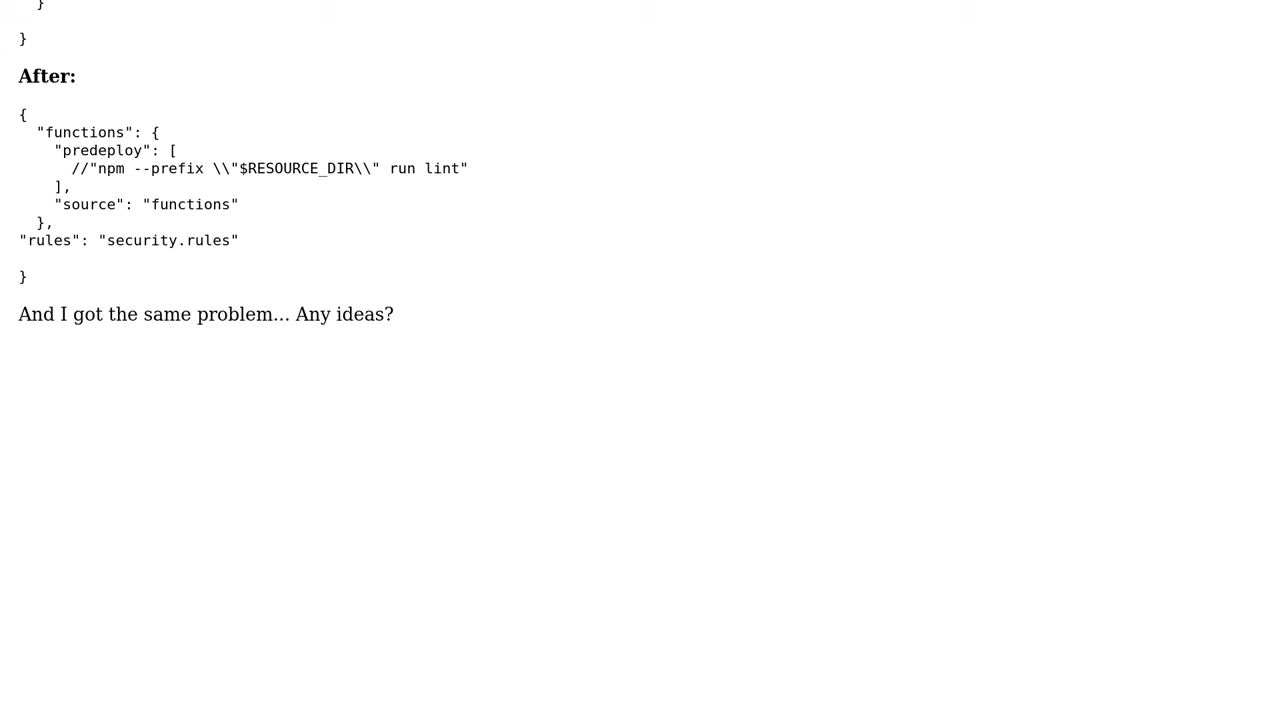 }

}
After:
{
  "functions": {
    "predeploy": [
      //"npm --prefix \\"$RESOURCE_DIR\\" run lint"
    ],
    "source": "functions"
  },
"rules": "security.rules"

}
And I got the same problem... Any ideas?